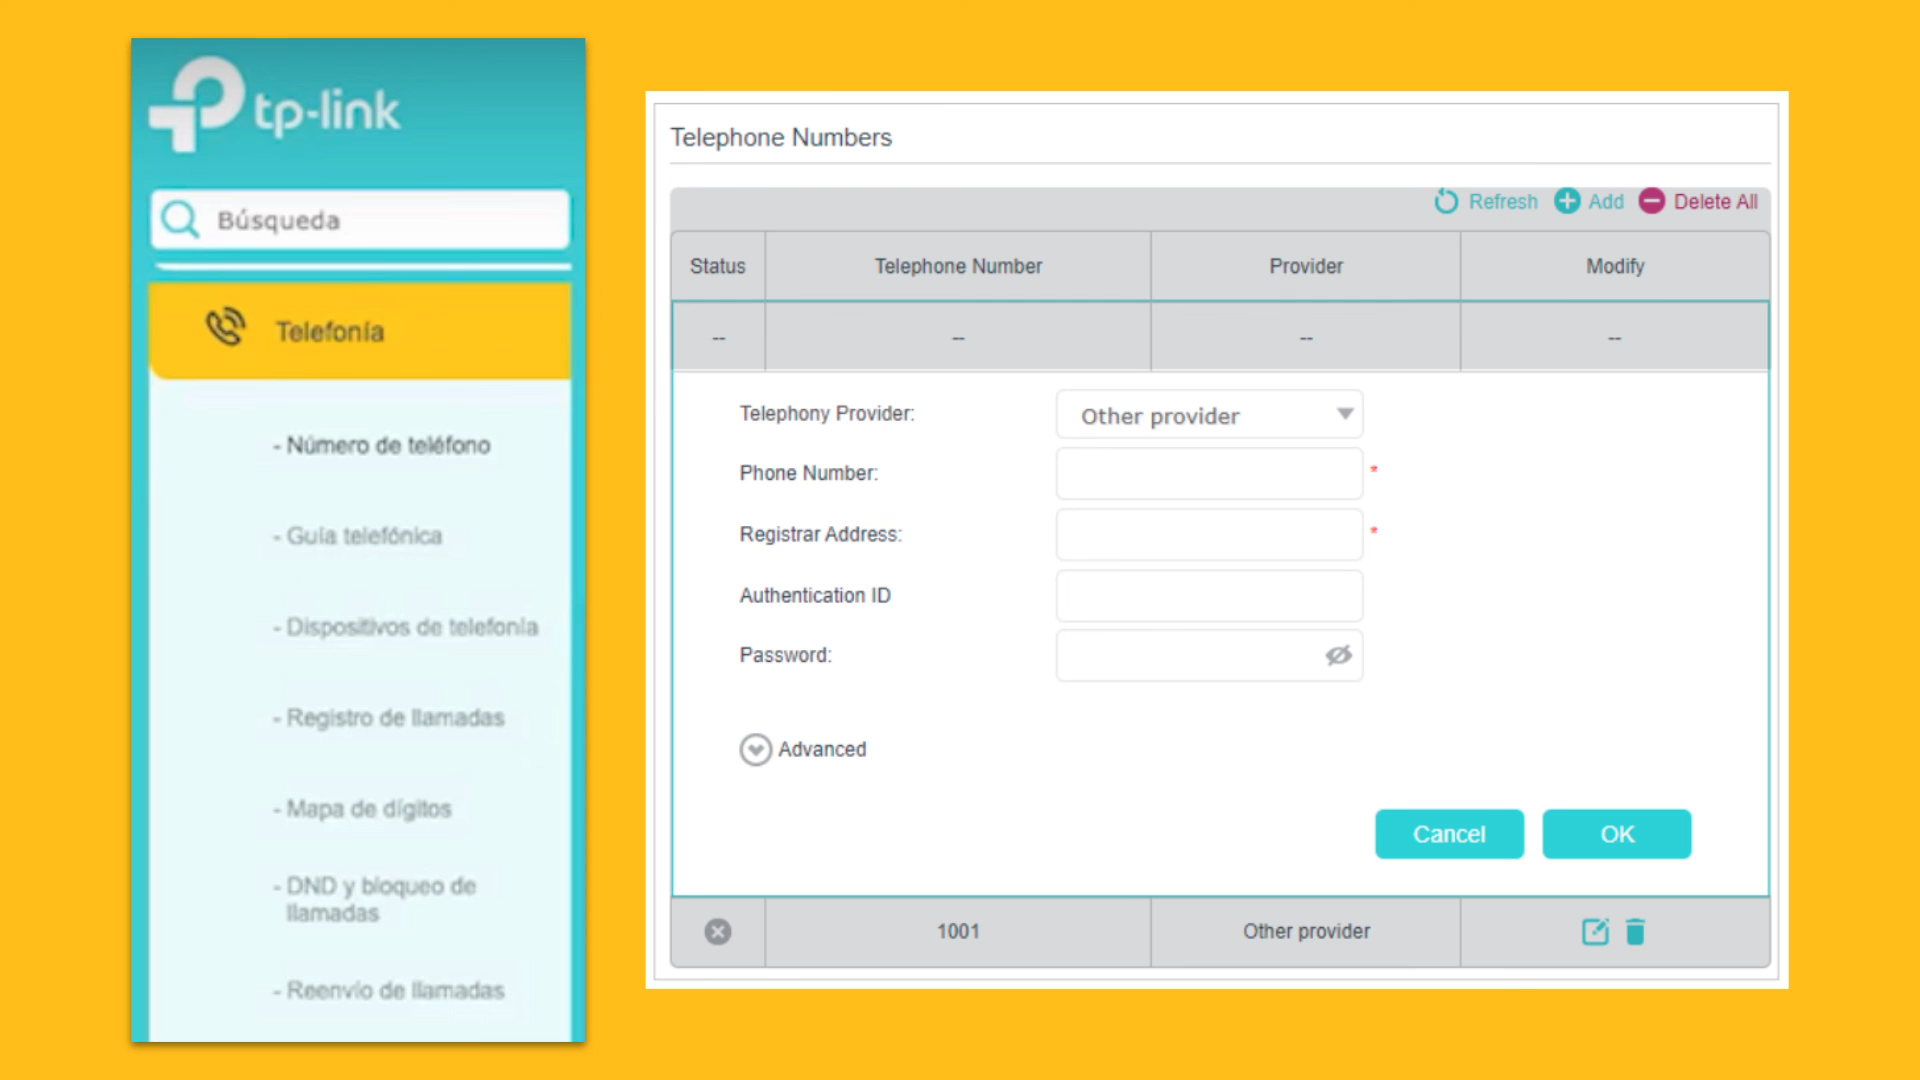 tp-link
Búsqueda
Telefonía
- Número de teléfono
- Guía telefónica
- Dispositivos de telefonía
- Registro de llamadas
- Mapa de dígitos
- DND y bloqueo de
llamadas
- Reenvío de llamadas
Telephone Numbers
Refresh Add Delete All
Status Telephone Number Provider Modify
-- -- -- --
Telephony Provider: Other provider
Phone Number: *
Registrar Address: *
Authentication ID
Password:
Advanced
Cancel OK
1001 Other provider